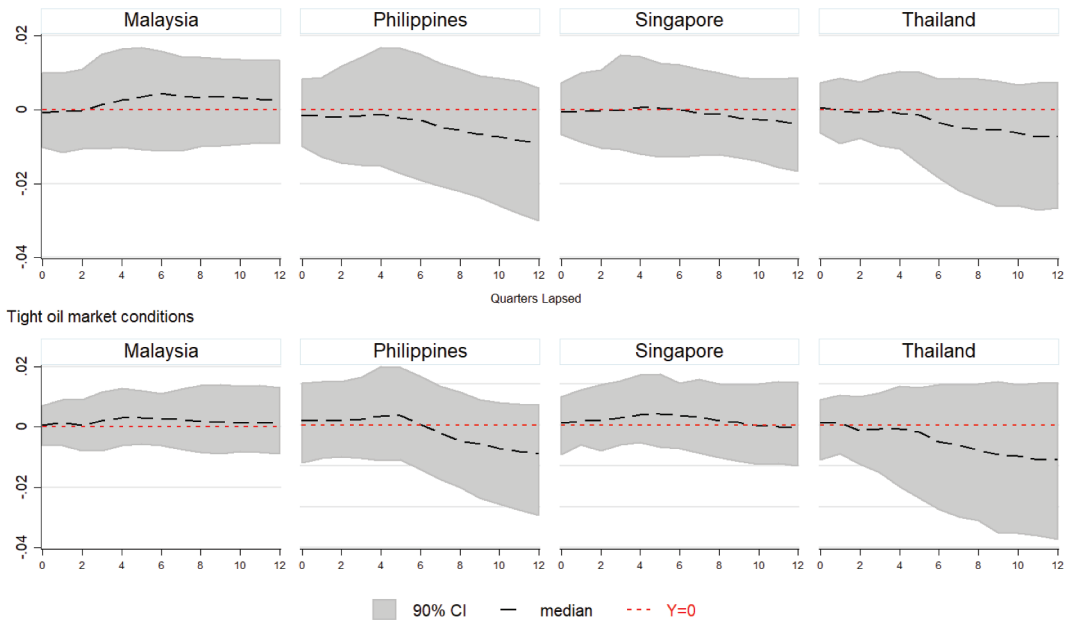 Malaysia Philippines Singapore Thailand
.02
0
-.02
-.04
0 2 4 6 8 10 12 0 2 4 6 8 10 12 0 2 4 6 8 10 12 0 2 4 6 8 10 12
Quarters Lapsed
Tight oil market conditions
Malaysia Philippines Singapore Thailand
.02
0
-.02
-.04
0 2 4 6 8 10 12 0 2 4 6 8 10 12 0 2 4 6 8 10 12 0 2 4 6 8 10 12
90% CI median Y=0